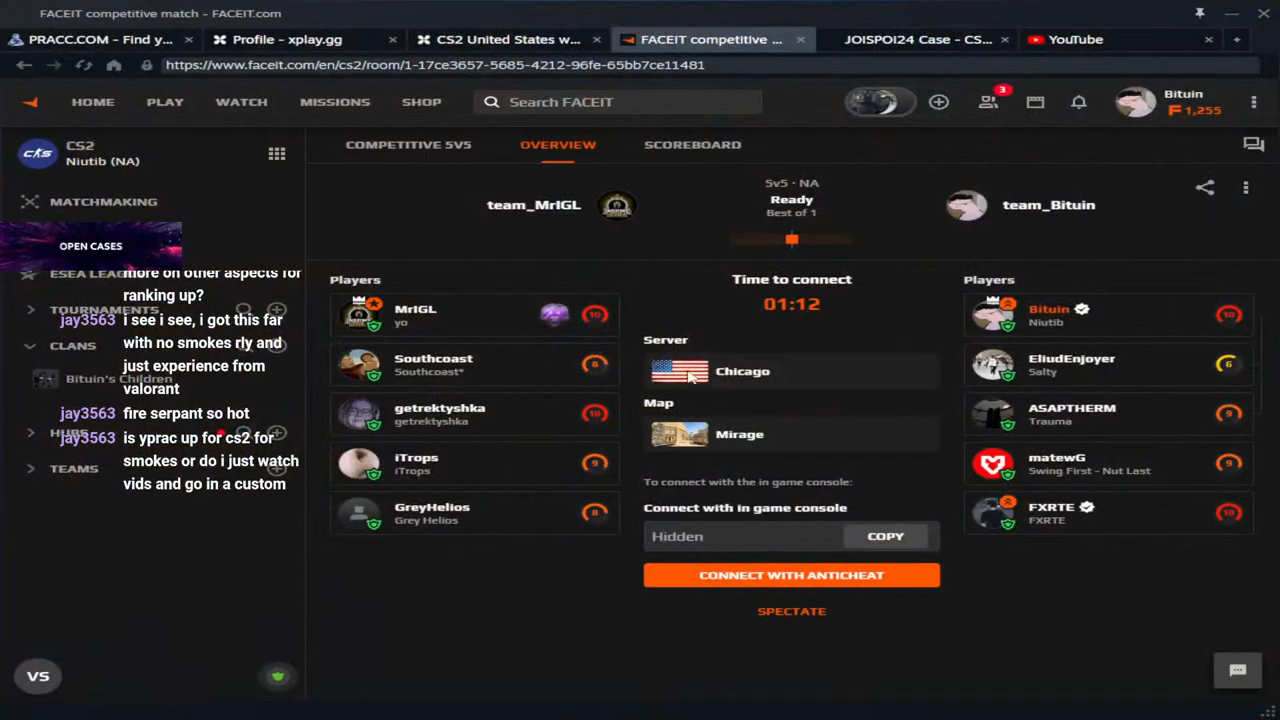 FACEIT competitive match - FACEIT.com
PRACC.COM - Find y...
Profile - xplay.gg
CS2 United States w...
FACEIT competitive ...
JOISPOI24 Case - CS...
YouTube
https://www.faceit.com/en/cs2/room/1-17ce3657-5685-4212-96fe-65bb7ce11481
HOME
PLAY
WATCH
MISSIONS
SHOP
Search FACEIT
3
Bituin
1,255
CS2
Niutib (NA)
MATCHMAKING
OPEN CASES
ESEA LEA
TOURNAMENTS
CLANS
Bituin's Children
HUBS
TEAMS
more on other aspects for
ranking up?
jay3563 i see i see, i got this far
with no smokes rly and
just experience from
valorant
jay3563 fire serpant so hot
jay3563 is yprac up for cs2 for
smokes or do i just watch
vids and go in a custom
VS
COMPETITIVE 5V5
OVERVIEW
SCOREBOARD
team_MrIGL
5v5 - NA
Ready
Best of 1
team_Bituin
Players
MrIGL
yo
10
Southcoast
Southcoast*
8
getrektyshka
getrektyshka
10
iTrops
iTrops
9
GreyHelios
Grey Helios
8
Time to connect
01:12
Server
Chicago
Map
Mirage
To connect with the in game console:
Connect with in game console
Hidden
COPY
CONNECT WITH ANTICHEAT
SPECTATE
Players
Bituin
Niutib
10
EliudEnjoyer
Salty
6
ASAPTHERM
Trauma
9
matewG
Swing First - Nut Last
9
FXRTE
FXRTE
10